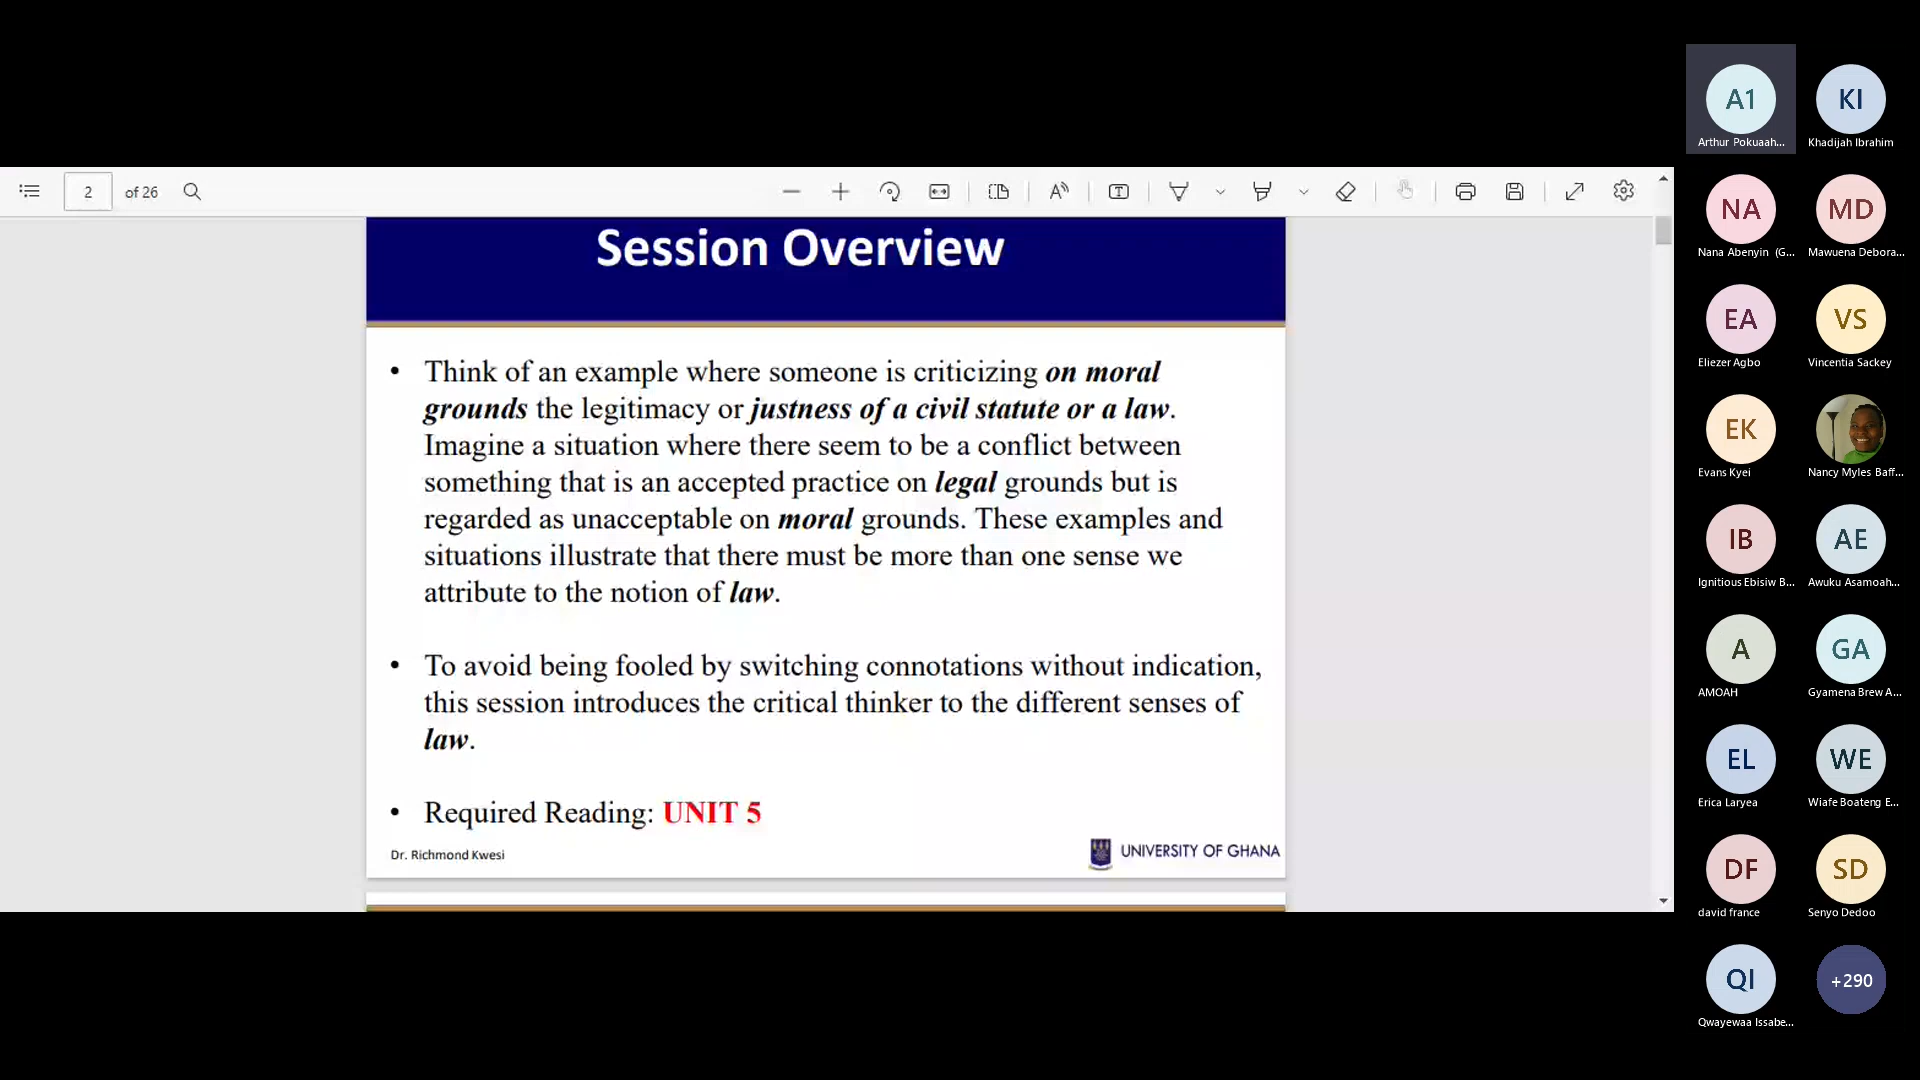 2 of 26
Session Overview
• Think of an example where someone is criticizing on moral
grounds the legitimacy or justness of a civil statute or a law.
Imagine a situation where there seem to be a conflict between
something that is an accepted practice on legal grounds but is
regarded as unacceptable on moral grounds. These examples and
situations illustrate that there must be more than one sense we
attribute to the notion of law.
• To avoid being fooled by switching connotations without indication,
this session introduces the critical thinker to the different senses of
law.
• Required Reading: UNIT 5
Dr. Richmond Kwesi
UNIVERSITY OF GHANA
A1
Arthur Pokuaah...
KI
Khadijah Ibrahim
NA
Nana Abenyin (G...
MD
Mawuena Debora...
EA
Eliezer Agbo
VS
Vincentia Sackey
EK
Evans Kyei
Nancy Myles Baff...
IB
Ignitious Ebisiw B...
AE
Awuku Asamoah...
A
AMOAH
GA
Gyamena Brew A...
EL
Erica Laryea
WE
Wiafe Boateng E...
DF
david france
SD
Senyo Dedoo
QI
Qwayewaa Issabe...
+290